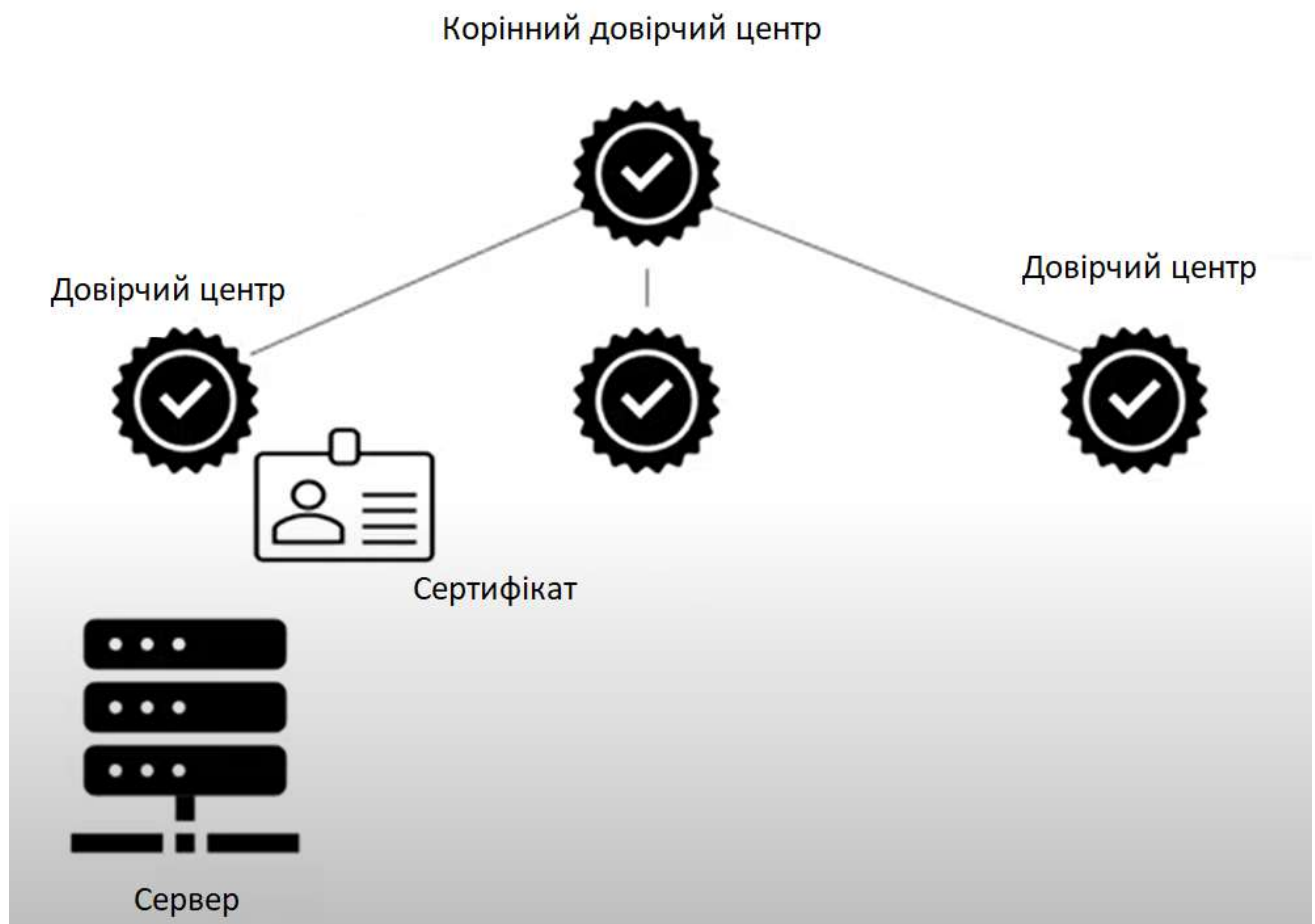 Корінний довірчий центр
Довірчий центр
Довірчий центр
Сертифікат
Сервер